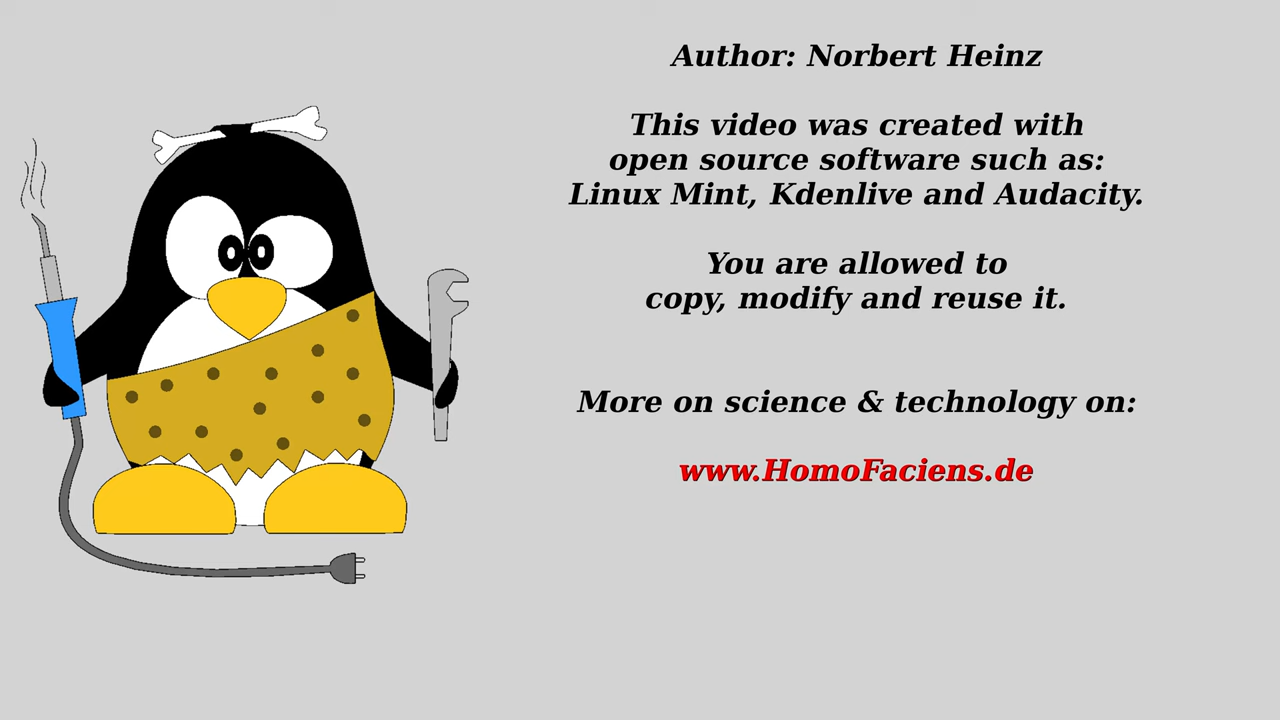 Author: Norbert Heinz
This video was created with
open source software such as:
Linux Mint, Kdenlive and Audacity.
You are allowed to
copy, modify and reuse it.
More on science & technology on:
www.HomoFaciens.de